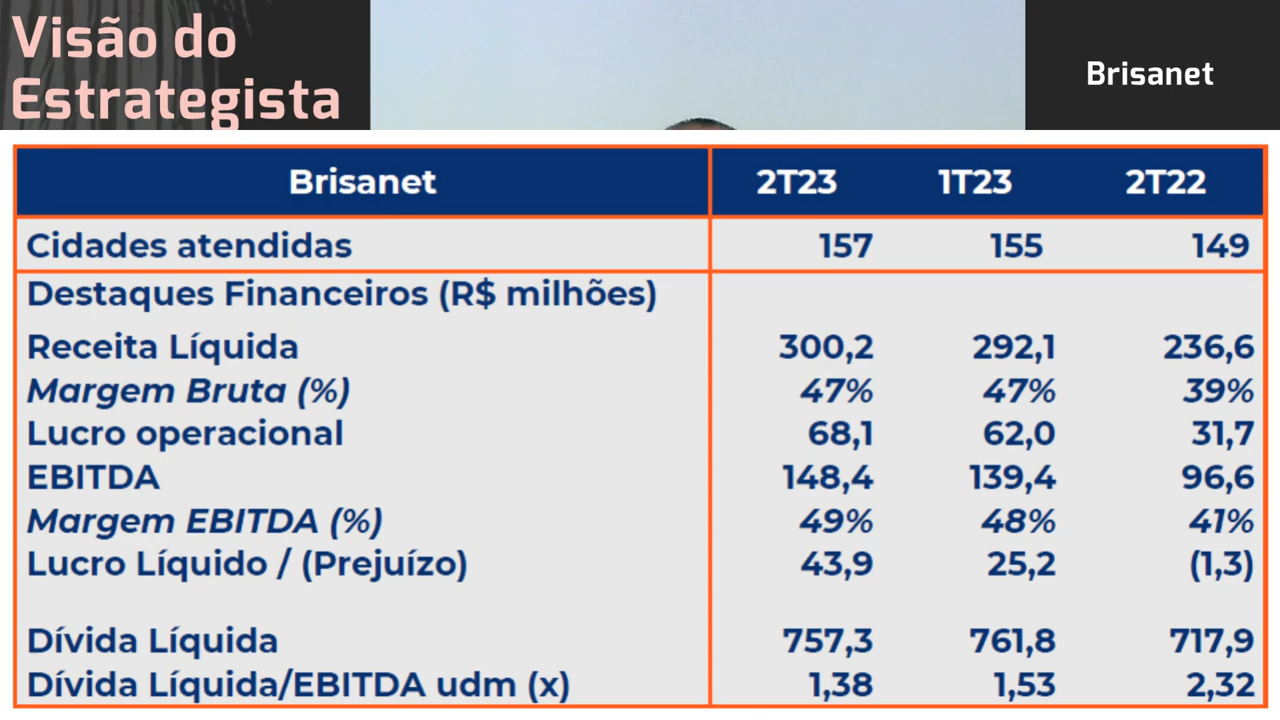 Visão do
Estrategista
Brisanet
Brisanet 2T23 1T23 2T22
Cidades atendidas 157 155 149
Destaques Financeiros (R$ milhões)
Receita Líquida 300,2 292,1 236,6
Margem Bruta (%) 47% 47% 39%
Lucro operacional 68,1 62,0 31,7
EBITDA 148,4 139,4 96,6
Margem EBITDA (%) 49% 48% 41%
Lucro Líquido / (Prejuízo) 43,9 25,2 (1,3)
Dívida Líquida 757,3 761,8 717,9
Dívida Líquida/EBITDA udm (x) 1,38 1,53 2,32